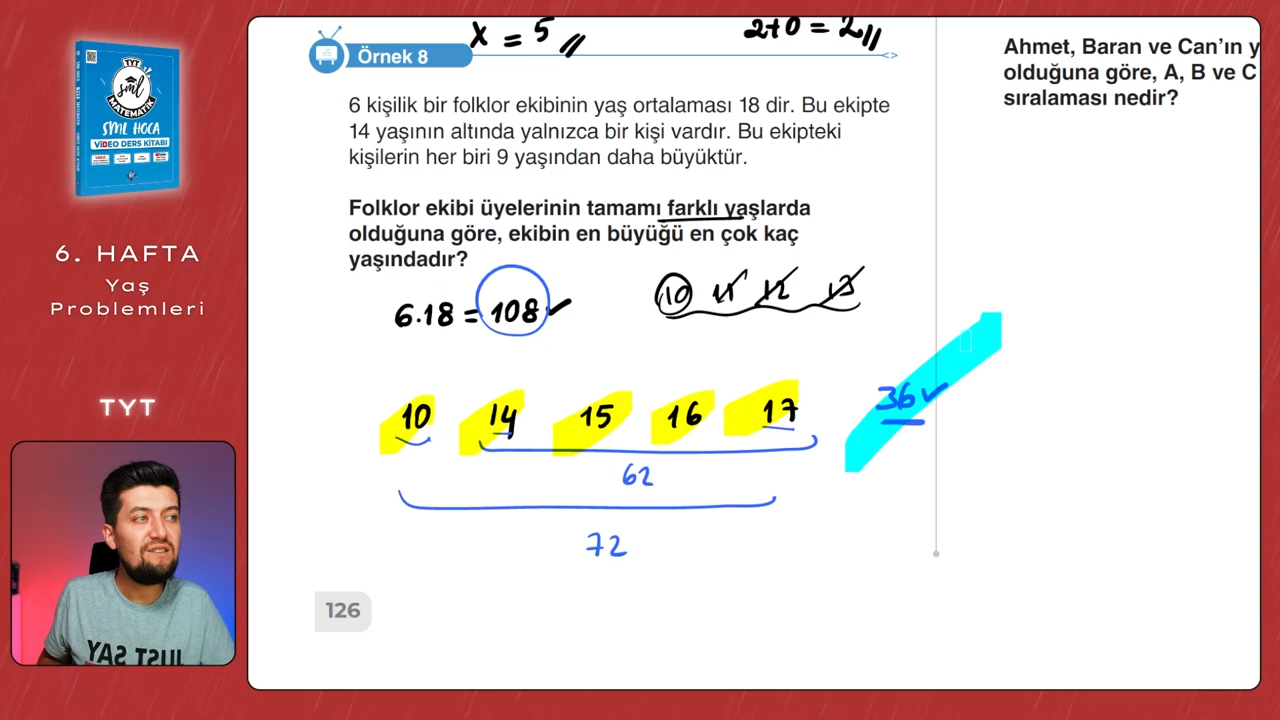 TYT
sml
MATEMATİK
SML HOCA
VİDEO DERS KİTABI
6. HAFTA
Yaş
Problemleri
TYT
JUST SAY
x = 5 //
2+0 = 2 //
Örnek 8
<>
6 kişilik bir folklor ekibinin yaş ortalaması 18 dir. Bu ekipte
14 yaşının altında yalnızca bir kişi vardır. Bu ekipteki
kişilerin her biri 9 yaşından daha büyüktür.
Folklor ekibi üyelerinin tamamı farklı yaşlarda
olduğuna göre, ekibin en büyüğü en çok kaç
yaşındadır?
6.18 = 108 ✓
10 11 12 13
10 14 15 16 17 36 ✓
62
72
126
Ahmet, Baran ve Can’ın y
olduğuna göre, A, B ve C
sıralaması nedir?